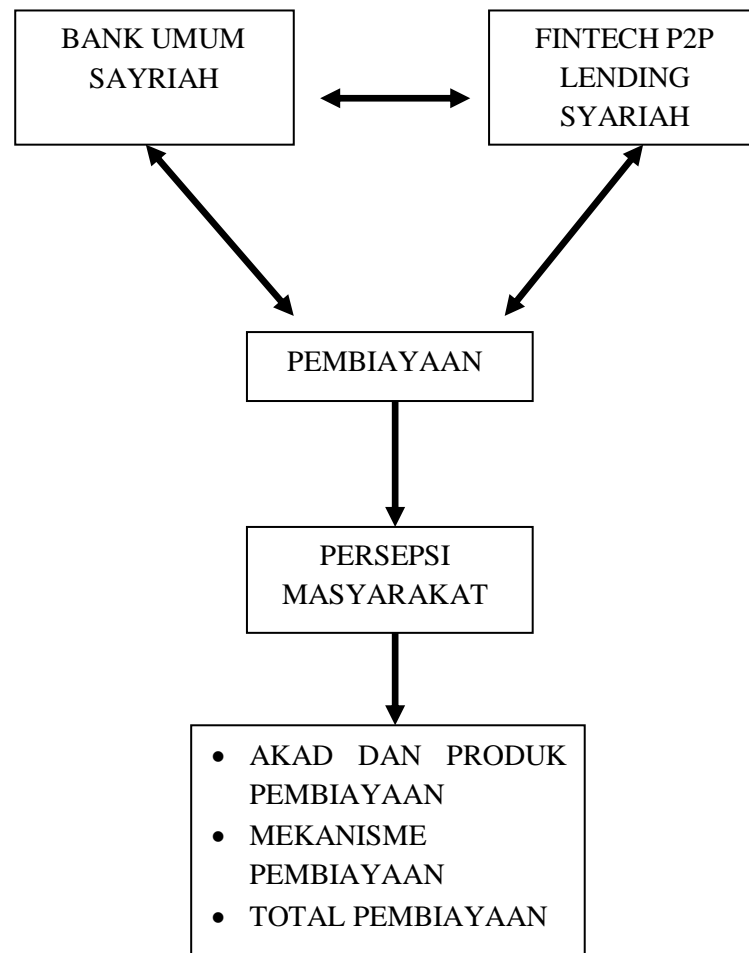 BANK UMUM
SAYRIAH
FINTECH P2P
LENDING
SYARIAH
PEMBIAYAAN
PERSEPSI
MASYARAKAT
• AKAD DAN PRODUK
PEMBIAYAAN
• MEKANISME
PEMBIAYAAN
• TOTAL PEMBIAYAAN